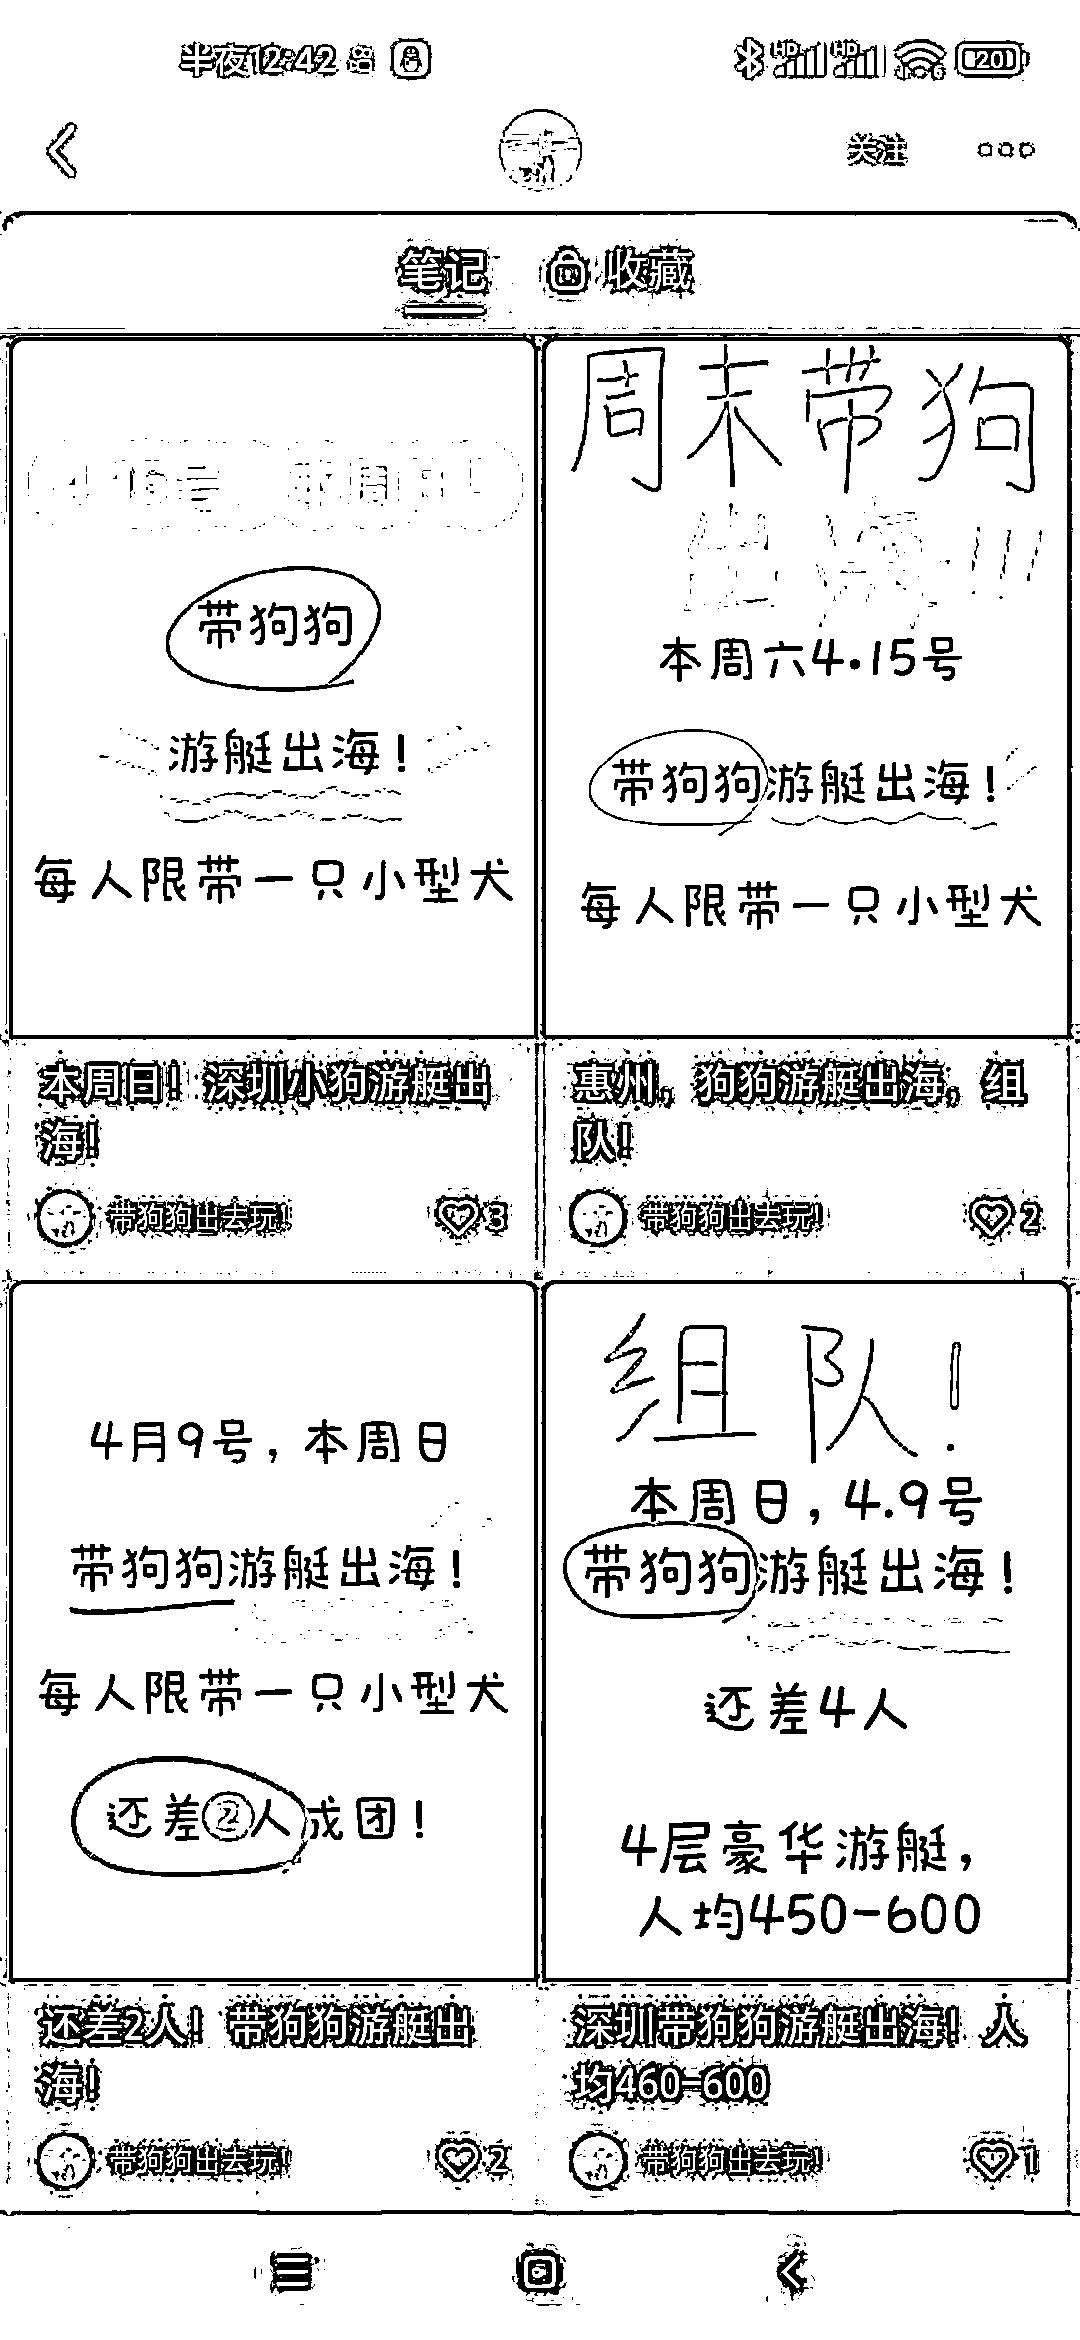 半夜12:42
20
关注
笔记 收藏
4.16号 本周日！
带狗狗
游艇出海！
每人限带一只小型犬
本周日！深圳小狗游艇出
海！
带狗狗出去玩！ 3
周末带狗
出海!!!
本周六4.15号
带狗狗游艇出海！
每人限带一只小型犬
惠州，狗狗游艇出海，组
队！
带狗狗出去玩！ 2
4月9号，本周日
带狗狗游艇出海！
每人限带一只小型犬
还差②人成团！
还差2人！带狗狗游艇出
海！
带狗狗出去玩！ 2
组队！
本周日，4.9号
带狗狗游艇出海！
还差4人
4层豪华游艇，
人均450-600
深圳带狗狗游艇出海！人
均460-600
带狗狗出去玩！ 1